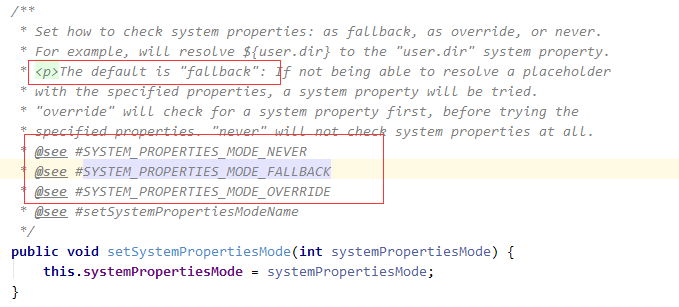 /**
* Set how to check system properties: as fallback, as override, or never.
* For example, will resolve ${user.dir} to the "user.dir" system property.
* <p>The default is "fallback": If not being able to resolve a placeholder
* with the specified properties, a system property will be tried.
* "override" will check for a system property first, before trying the
* specified properties. "never" will not check system properties at all.
* @see #SYSTEM_PROPERTIES_MODE_NEVER
* @see #SYSTEM_PROPERTIES_MODE_FALLBACK
* @see #SYSTEM_PROPERTIES_MODE_OVERRIDE
* @see #setSystemPropertiesModeName
*/
public void setSystemPropertiesMode(int systemPropertiesMode) {
this.systemPropertiesMode = systemPropertiesMode;
}